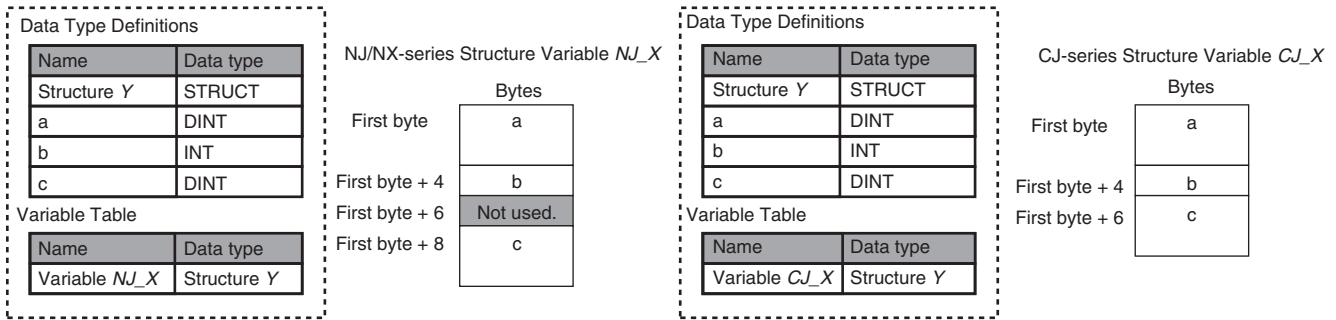 Data Type Definitions
Name Data type
Structure Y STRUCT
a DINT
b INT
c DINT
Variable Table
Name Data type
Variable NJ_X Structure Y
NJ/NX-series Structure Variable NJ_X
Bytes
First byte a
First byte + 4 b
First byte + 6 Not used.
First byte + 8 c
Data Type Definitions
Name Data type
Structure Y STRUCT
a DINT
b INT
c DINT
Variable Table
Name Data type
Variable CJ_X Structure Y
CJ-series Structure Variable CJ_X
Bytes
First byte a
First byte + 4 b
First byte + 6 c